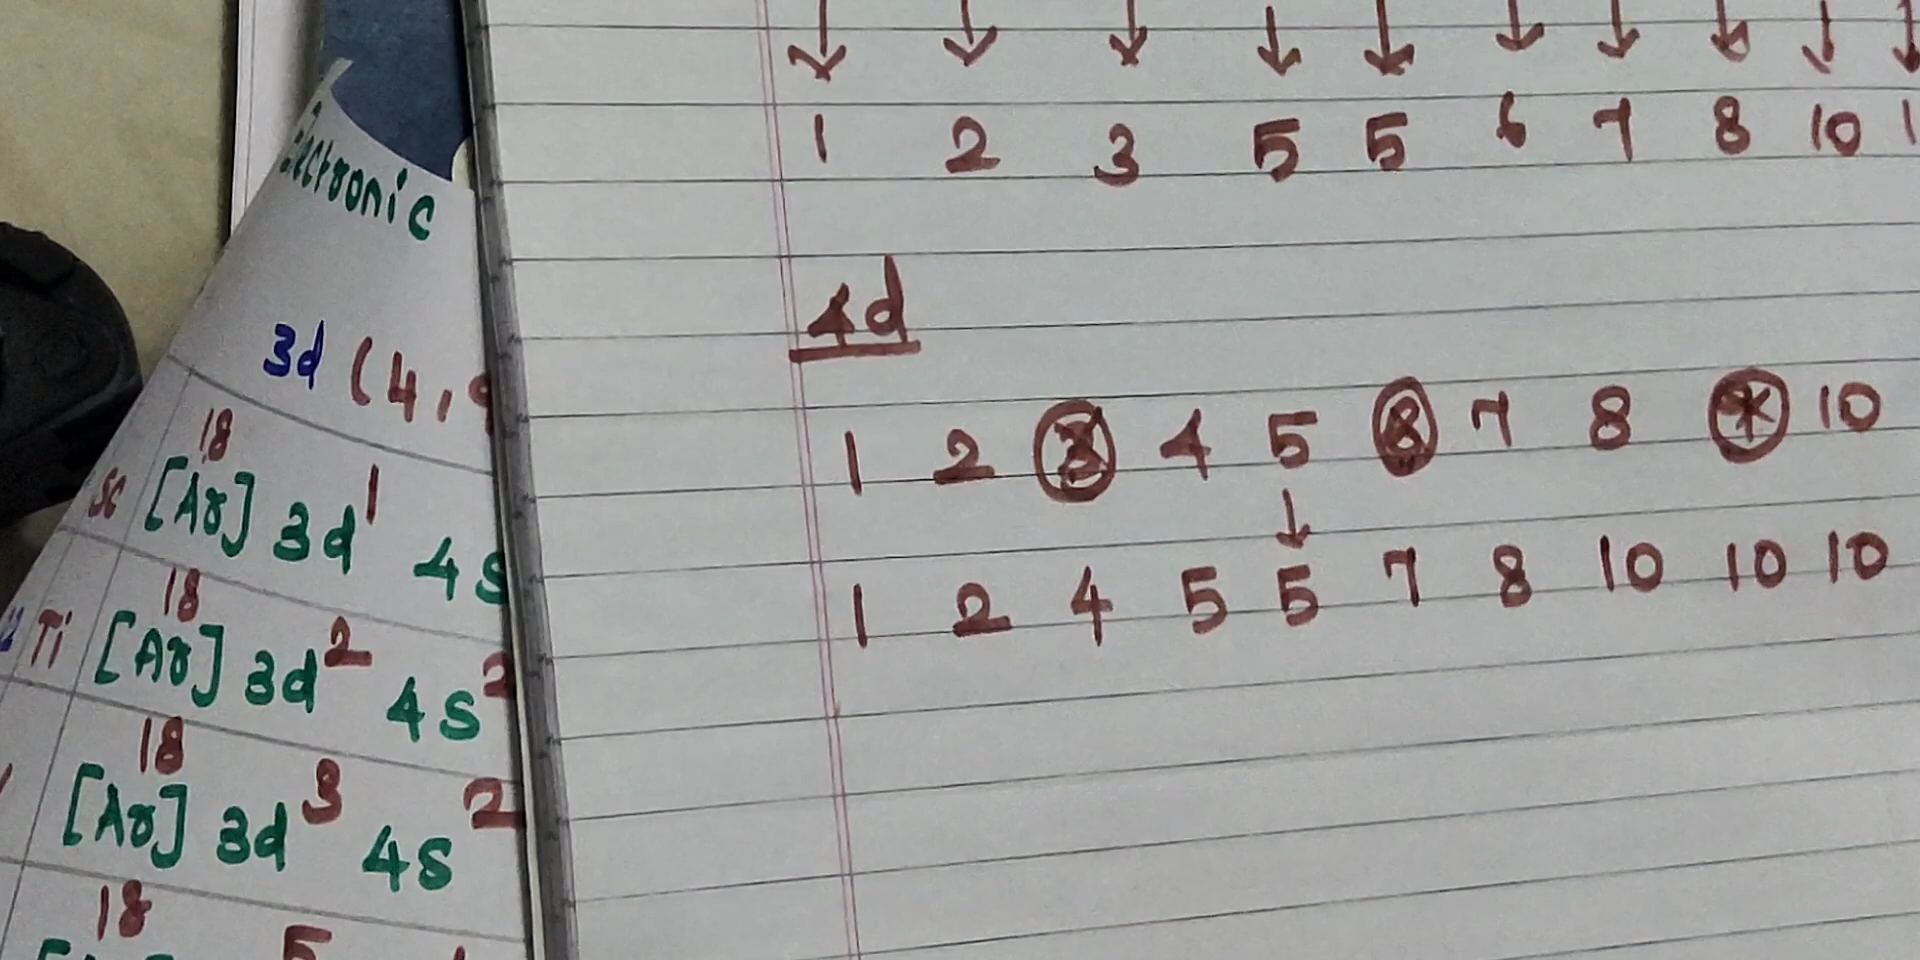 Electronic
3d (4,
Sc [Ar]18 3d1 4s
Ti [Ar]18 3d2 4s2
[Ar]18 3d3 4s2
18 5
1 2 3 5 5 6 7 8 10 1
4d
1 2 3 4 5 6 7 8 9 10
1 2 4 5 5 7 8 10 10 10